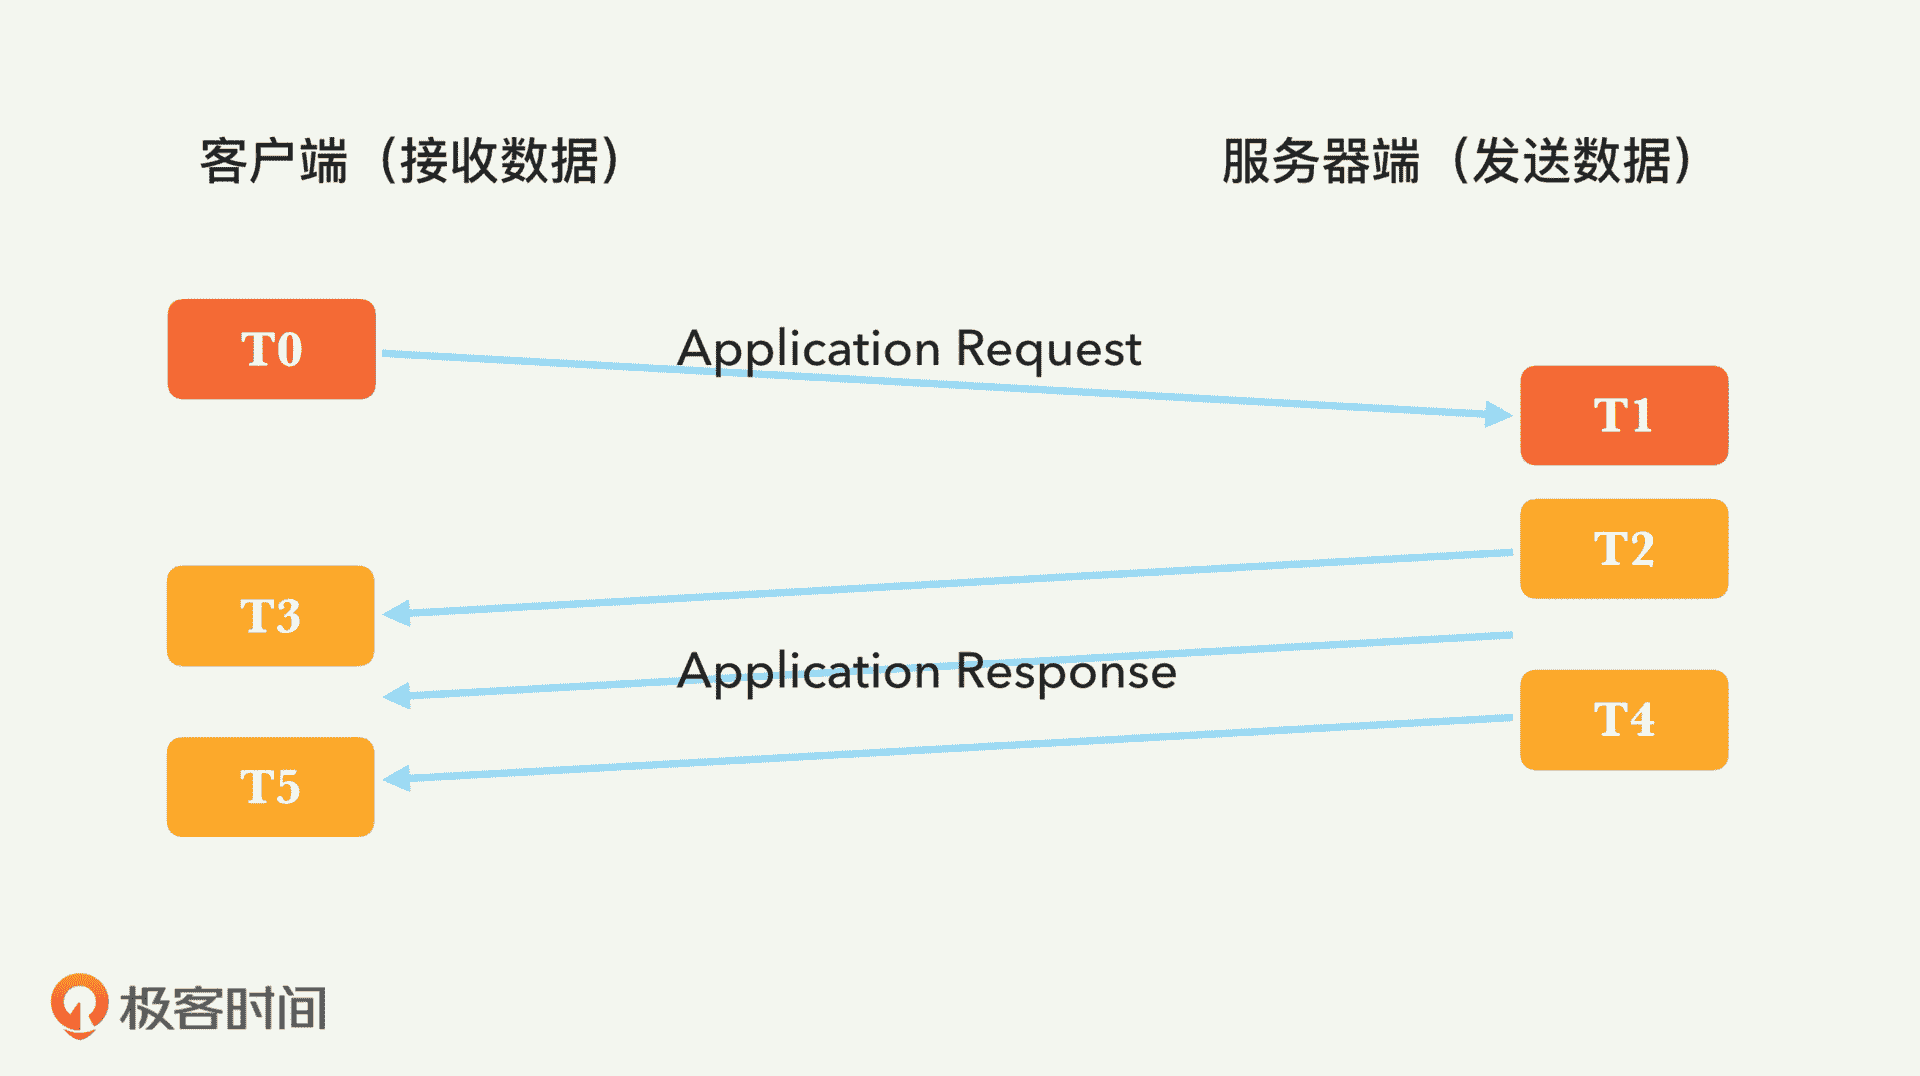 客户端（接收数据）
服务器端（发送数据）
T0
Application Request
T1
T2
T3
Application Response
T4
T5
极客时间